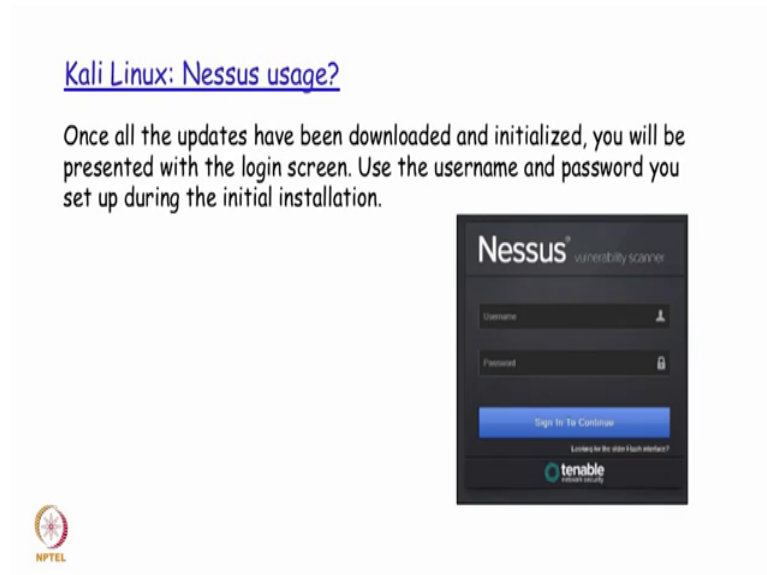 Kali Linux: Nessus usage?
Once all the updates have been downloaded and initialized, you will be
presented with the login screen. Use the username and password you
set up during the initial installation.
Nessus® vulnerability scanner
Username
Password
Sign In To Continue
Looking for the older Flash interface?
tenable
network security
NPTEL